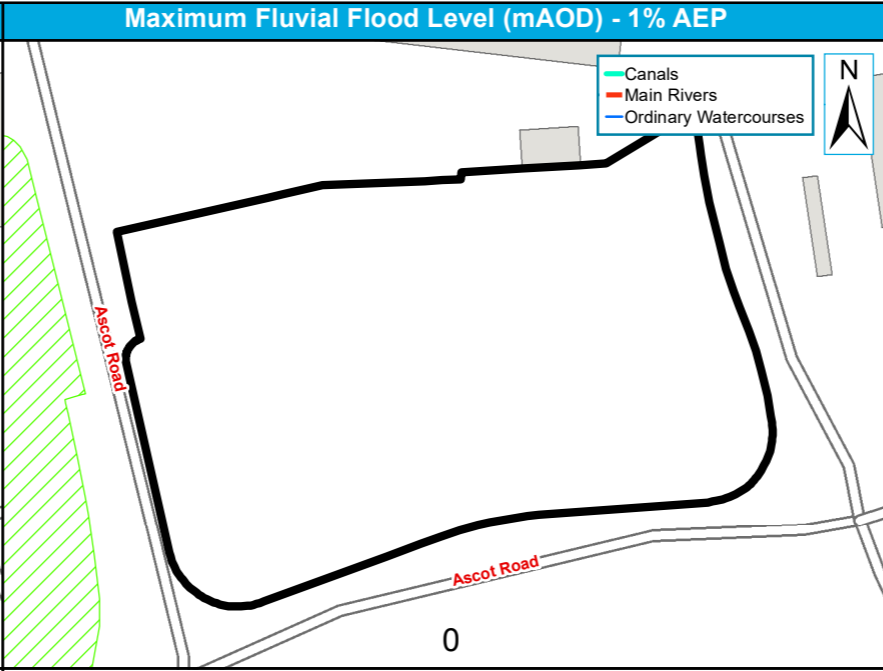 Maximum Fluvial Flood Level (mAOD) - 1% AEP
Canals
Main Rivers
Ordinary Watercourses
N
Ascot Road
Ascot Road
0